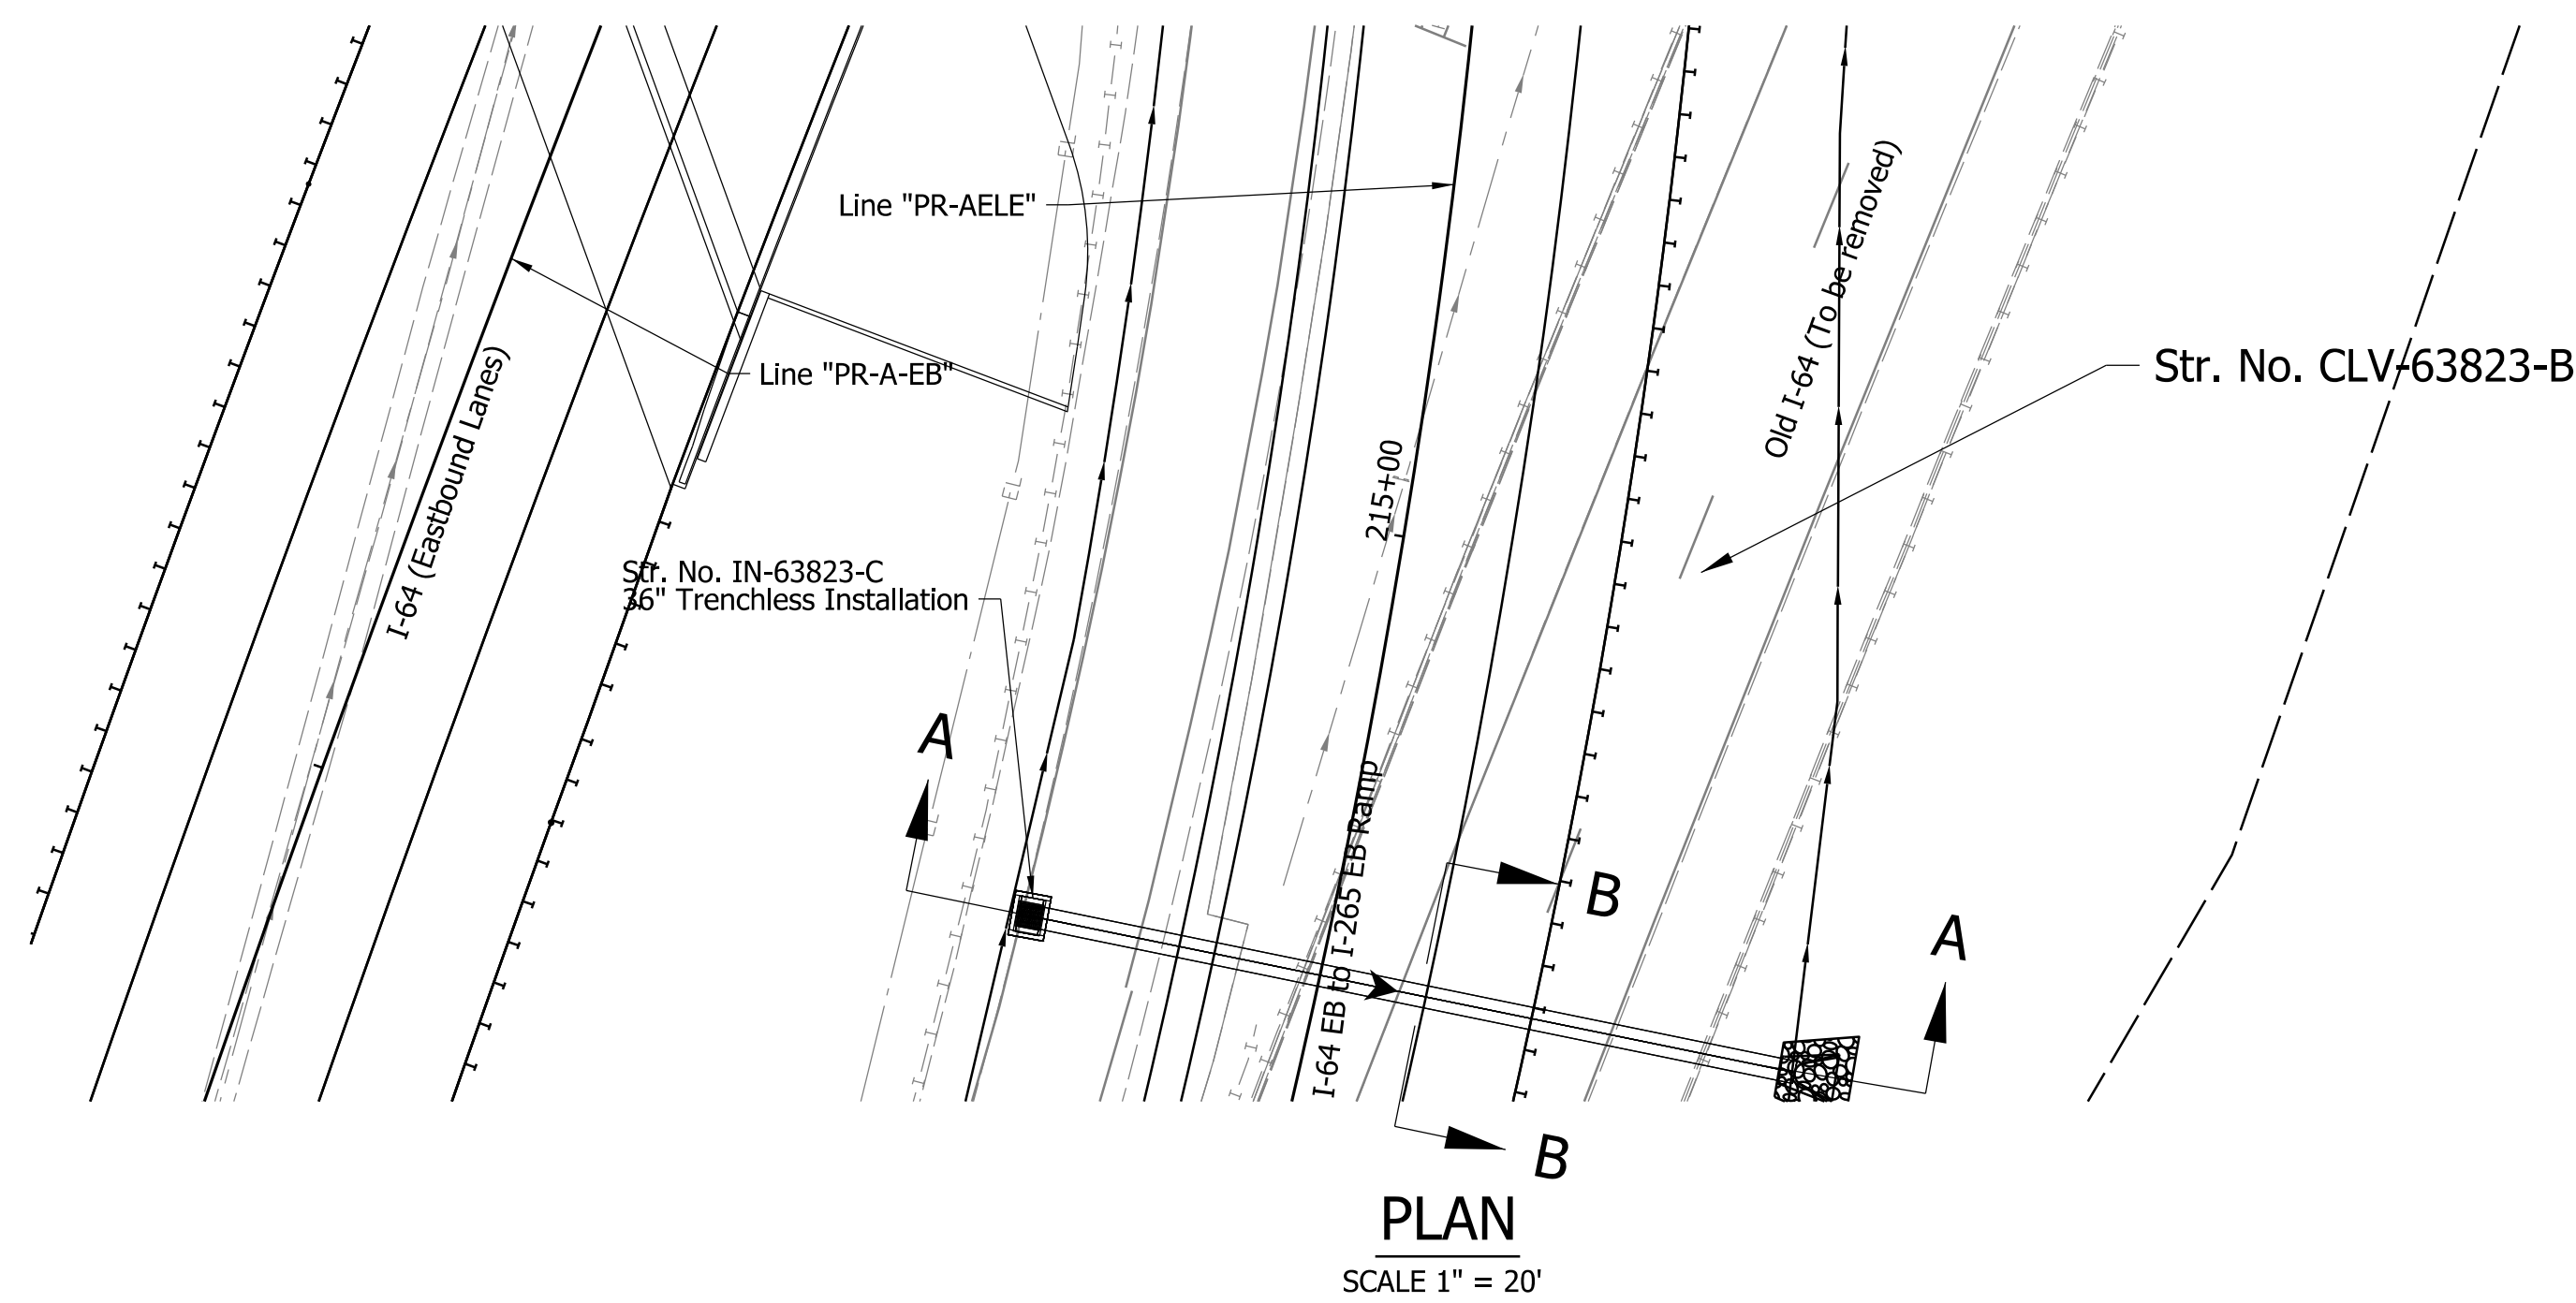 Line "PR-AELE"
Old I-64 (To be removed)
Str. No. CLV-63823-B
Line "PR-A-EB"
I-64 (Eastbound Lanes)
215+00
Str. No. IN-63823-C
36" Trenchless Installation
A
I-64 EB to I-265 EB Ramp
B
A
B
PLAN
SCALE 1" = 20'